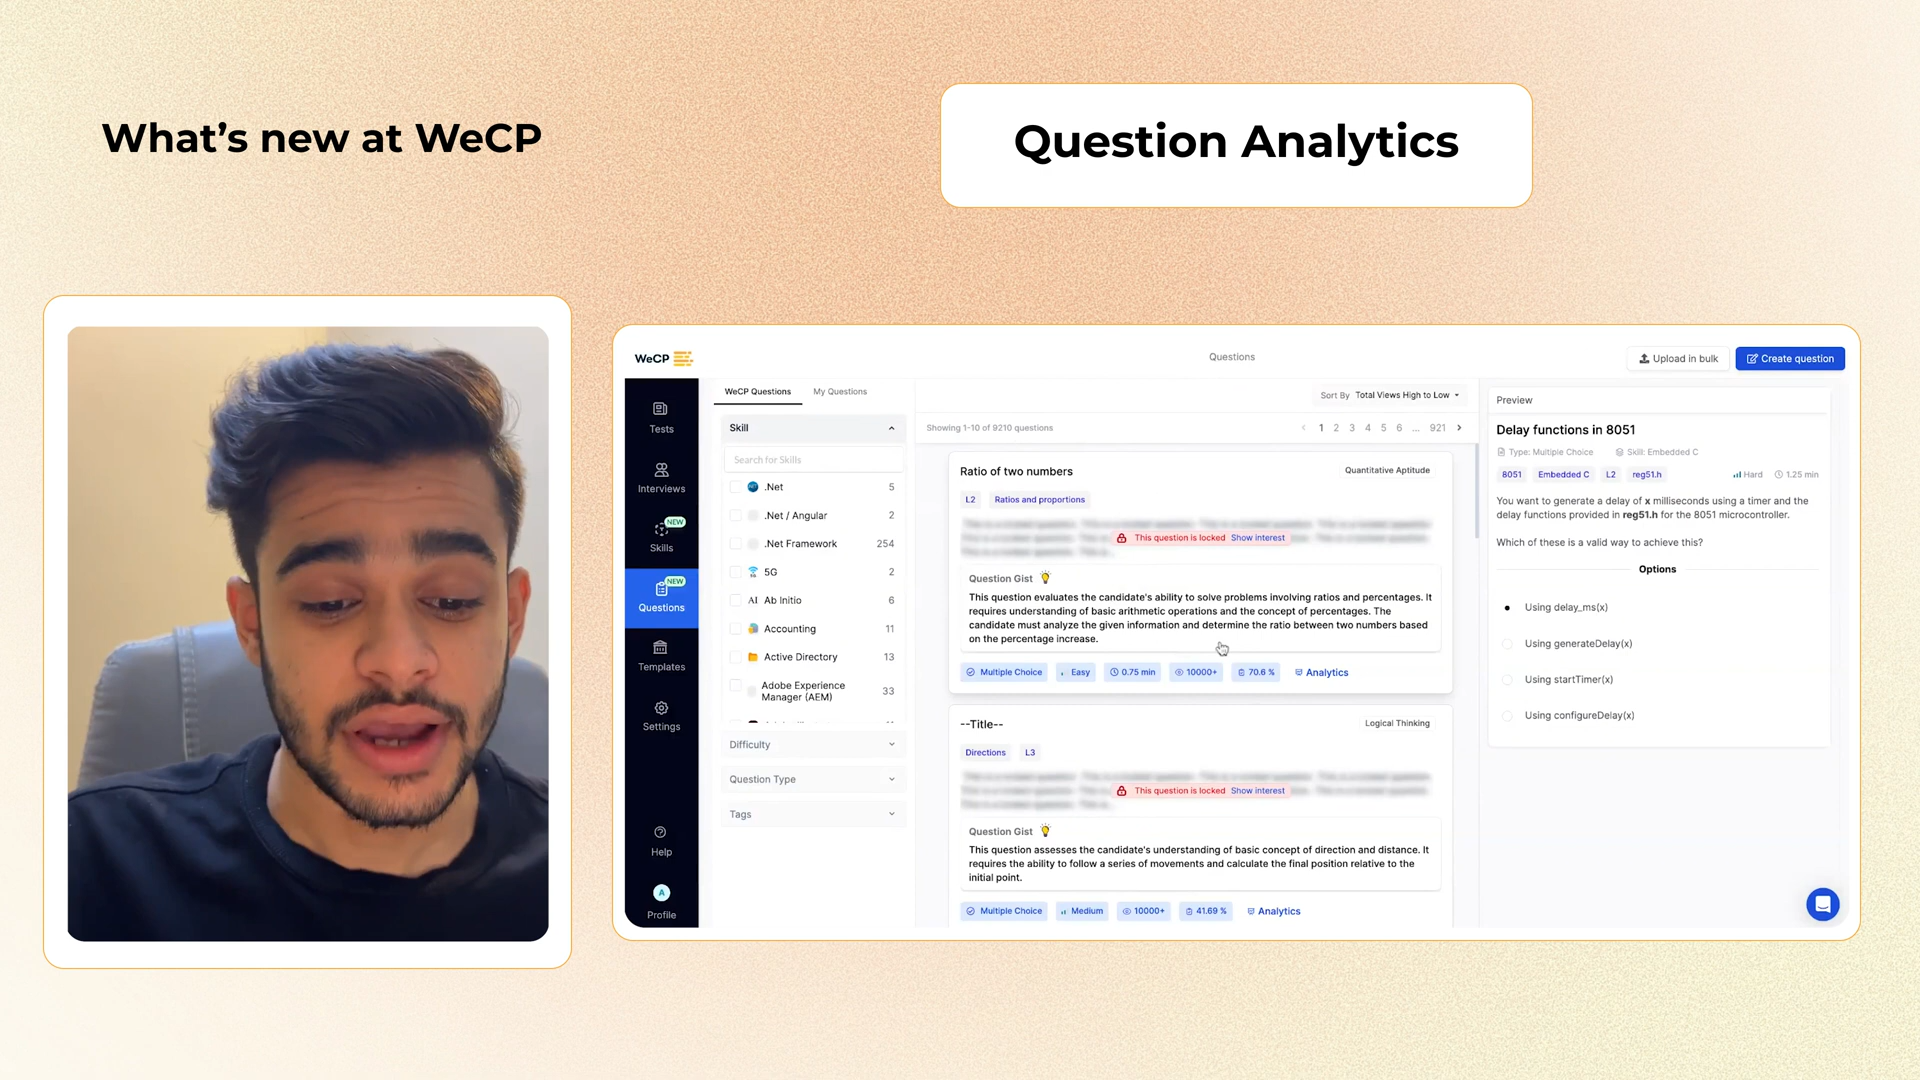 What's new at WeCP
Question Analytics
WeCP
Questions
Upload in bulk
Create question
Tests
Interviews
NEW
Skills
NEW
Questions
Templates
Settings
Help
A
Profile
WeCP Questions
My Questions
Skill
Search for Skills
.Net 5
.Net / Angular 2
.Net Framework 254
5G 2
AI Ab Initio 6
Accounting 11
Active Directory 13
Adobe Experience
Manager (AEM) 33
Difficulty
Question Type
Tags
Sort By Total Views High to Low
Showing 1-10 of 9210 questions
‹ 1 2 3 4 5 6 ... 921 ›
Ratio of two numbers
Quantitative Aptitude
L2 Ratios and proportions
This question is locked Show interest
Question Gist
This question evaluates the candidate's ability to solve problems involving ratios and percentages. It
requires understanding of basic arithmetic operations and the concept of percentages. The
candidate must analyze the given information and determine the ratio between two numbers based
on the percentage increase.
Multiple Choice Easy 0.75 min 10000+ 70.6 % Analytics
--Title--
Logical Thinking
Directions L3
This question is locked Show interest
Question Gist
This question assesses the candidate's understanding of basic concept of direction and distance. It
requires the ability to follow a series of movements and calculate the final position relative to the
initial point.
Multiple Choice Medium 10000+ 41.69 % Analytics
Preview
Delay functions in 8051
Type: Multiple Choice Skill: Embedded C
8051 Embedded C L2 reg51.h Hard 1.25 min
You want to generate a delay of x milliseconds using a timer and the
delay functions provided in reg51.h for the 8051 microcontroller.
Which of these is a valid way to achieve this?
Options
Using delay_ms(x)
Using generateDelay(x)
Using startTimer(x)
Using configureDelay(x)